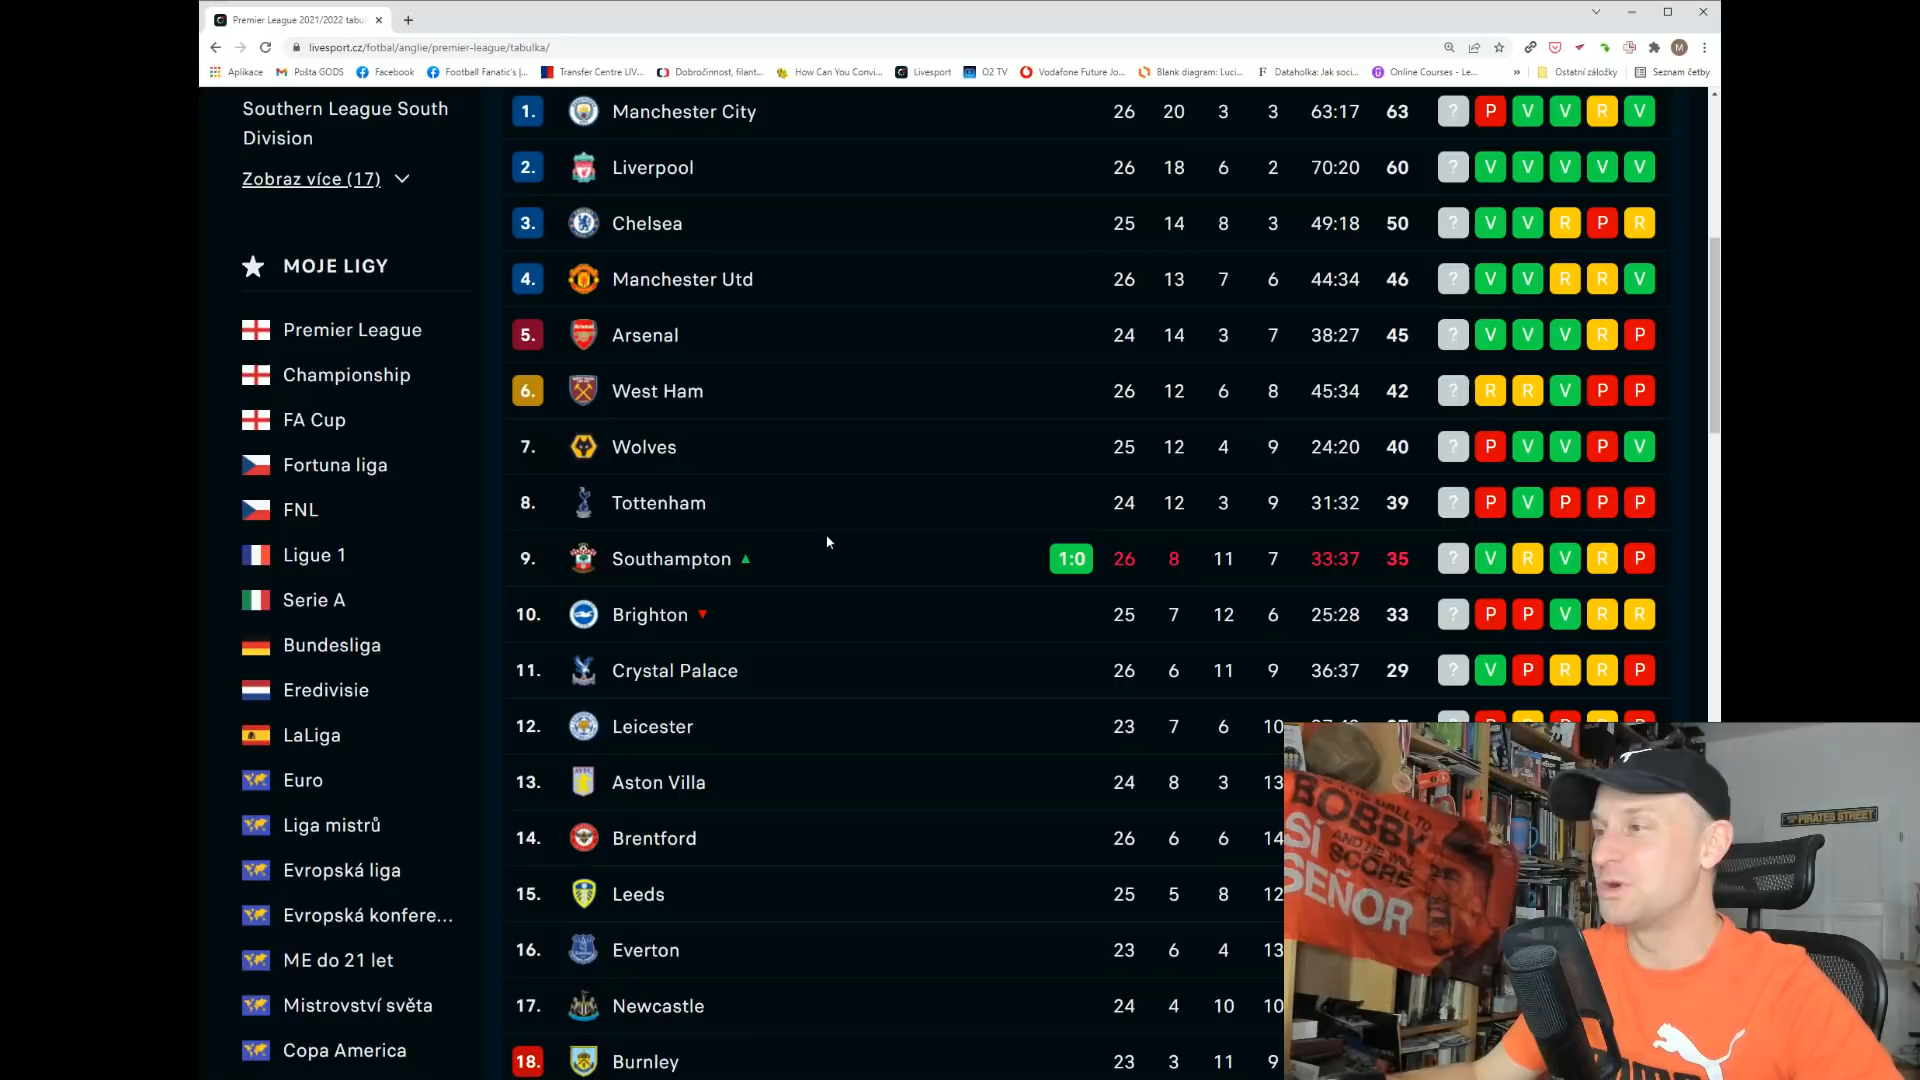 Premier League 2021/2022 tabul
livesport.cz/fotbal/anglie/premier-league/tabulka/
Aplikace Pošta GODS Facebook Football Fanatic's |... Transfer Centre LIV... Dobročinnost, filant... How Can You Convi... Livesport O2 TV Vodafone Future Jo... Blank diagram: Luci... Dataholka: Jak soci... Online Courses - Le... » Ostatní záložky Seznam četby
Southern League South
Division
Zobraz více (17)
MOJE LIGY
Premier League
Championship
FA Cup
Fortuna liga
FNL
Ligue 1
Serie A
Bundesliga
Eredivisie
LaLiga
Euro
Liga mistrů
Evropská liga
Evropská konfere...
ME do 21 let
Mistrovství světa
Copa America
1. Manchester City 26 20 3 3 63:17 63 ? P V V R V
2. Liverpool 26 18 6 2 70:20 60 ? V V V V V
3. Chelsea 25 14 8 3 49:18 50 ? V V R P R
4. Manchester Utd 26 13 7 6 44:34 46 ? V V R R V
5. Arsenal 24 14 3 7 38:27 45 ? V V V R P
6. West Ham 26 12 6 8 45:34 42 ? R R V P P
7. Wolves 25 12 4 9 24:20 40 ? P V V P V
8. Tottenham 24 12 3 9 31:32 39 ? P V P P P
9. Southampton 1:0 26 8 11 7 33:37 35 ? V R V R P
10. Brighton 25 7 12 6 25:28 33 ? P P V R R
11. Crystal Palace 26 6 11 9 36:37 29 ? V P R R P
12. Leicester 23 7 6 10
13. Aston Villa 24 8 3 13
14. Brentford 26 6 6 14
15. Leeds 25 5 8 12
16. Everton 23 6 4 13
17. Newcastle 24 4 10 10
18. Burnley 23 3 11 9
BOBBY
AND HE WILL
SCORE
SÍ
SEÑOR
PIRATES STREET